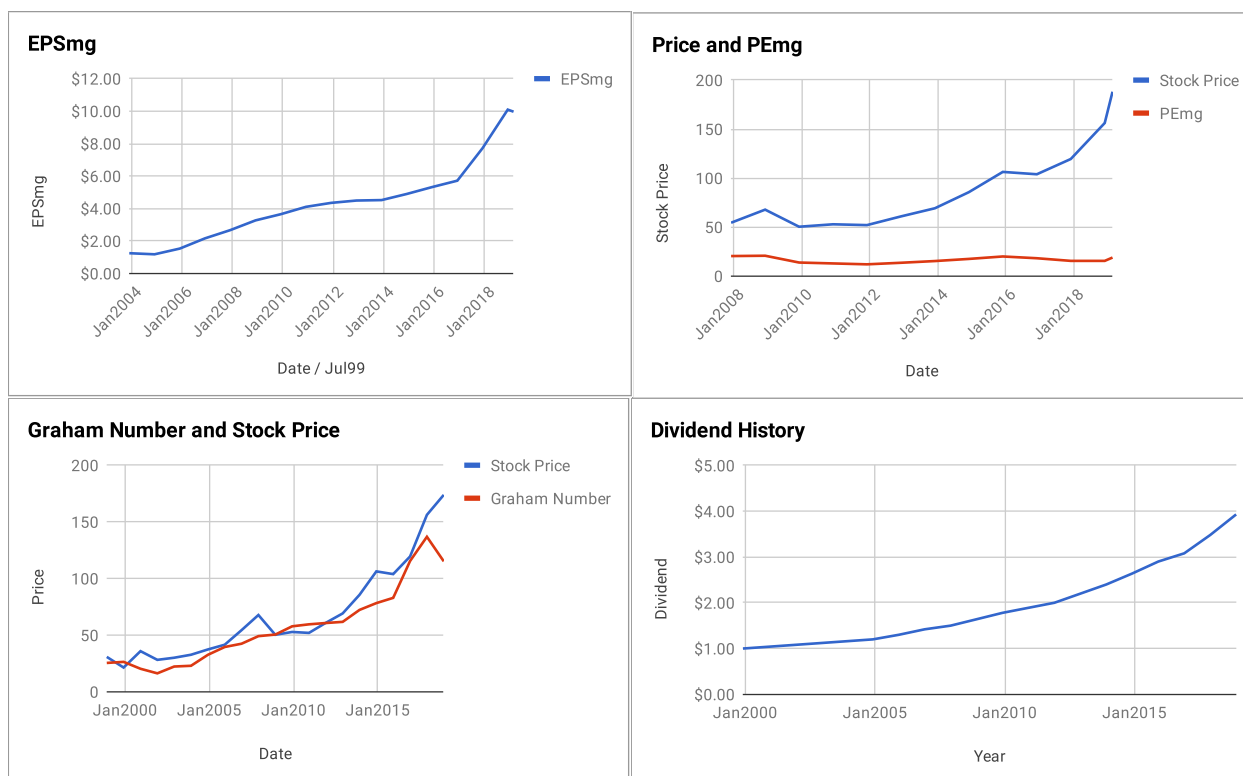 EPSmg
$12.00
$10.00
$8.00
$6.00
$4.00
$2.00
$0.00
EPSmg
EPSmg
Jan2004
Jan2006
Jan2008
Jan2010
Jan2012
Jan2014
Jan2016
Jan2018
Date / Jul99
Price and PEmg
200
150
100
50
0
Stock Price
Stock Price
PEmg
Jan2008
Jan2010
Jan2012
Jan2014
Jan2016
Jan2018
Date
Graham Number and Stock Price
200
150
100
50
0
Price
Stock Price
Graham Number
Jan2000
Jan2005
Jan2010
Jan2015
Date
Dividend History
$5.00
$4.00
$3.00
$2.00
$1.00
$0.00
Dividend
Jan2000
Jan2005
Jan2010
Jan2015
Year